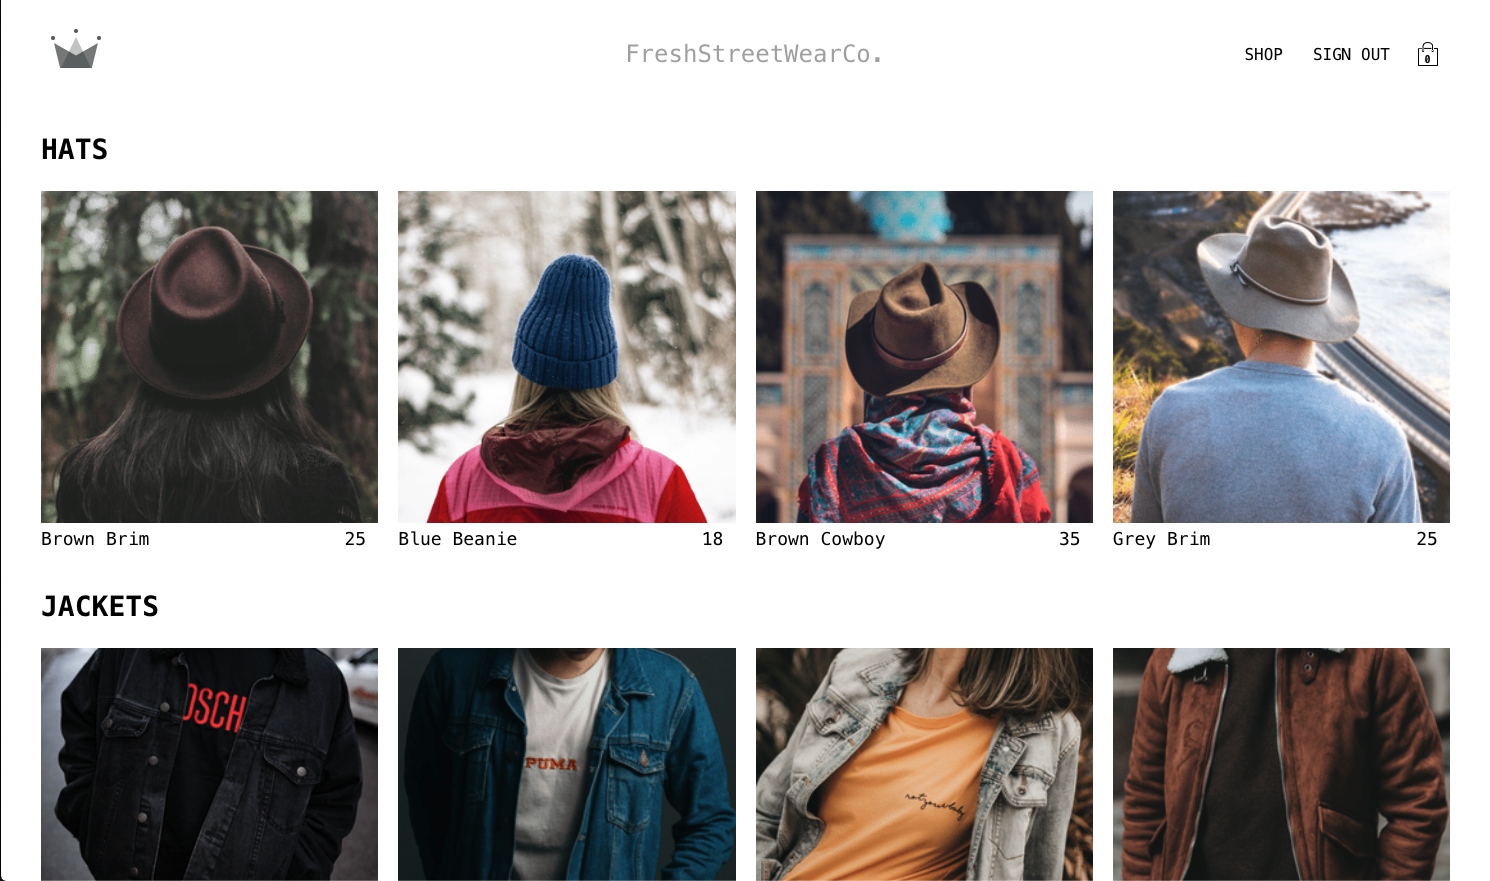 FreshStreetWearCo.
SHOP SIGN OUT 0
HATS
Brown Brim 25
Blue Beanie 18
Brown Cowboy 35
Grey Brim 25
JACKETS
OSCH
PUMA
notyourbaby